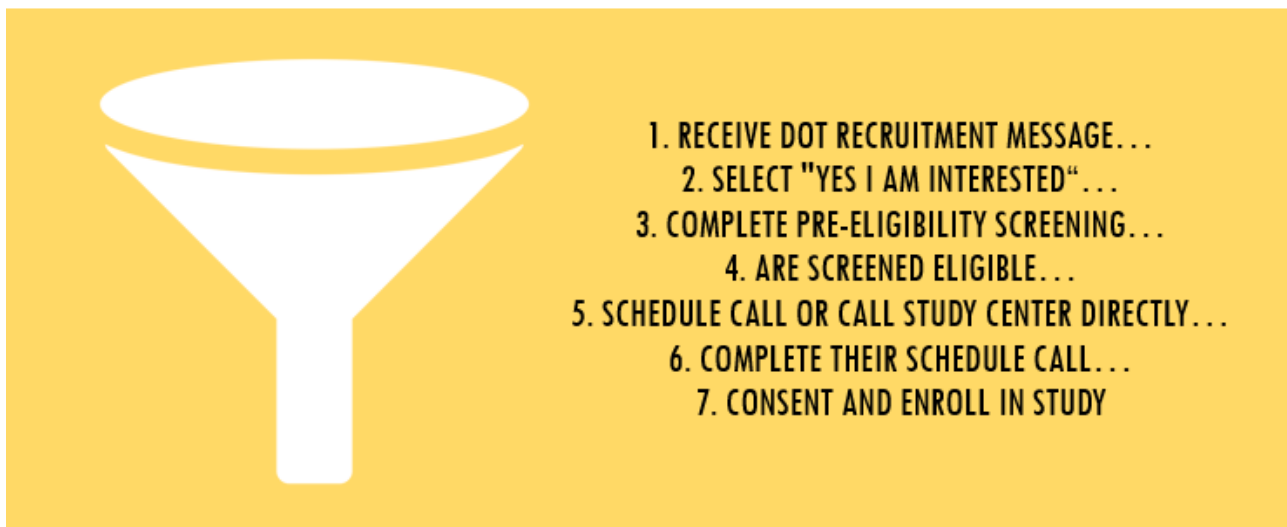 1. RECEIVE DOT RECRUITMENT MESSAGE...
2. SELECT "YES I AM INTERESTED“...
3. COMPLETE PRE-ELIGIBILITY SCREENING...
4. ARE SCREENED ELIGIBLE...
5. SCHEDULE CALL OR CALL STUDY CENTER DIRECTLY...
6. COMPLETE THEIR SCHEDULE CALL...
7. CONSENT AND ENROLL IN STUDY